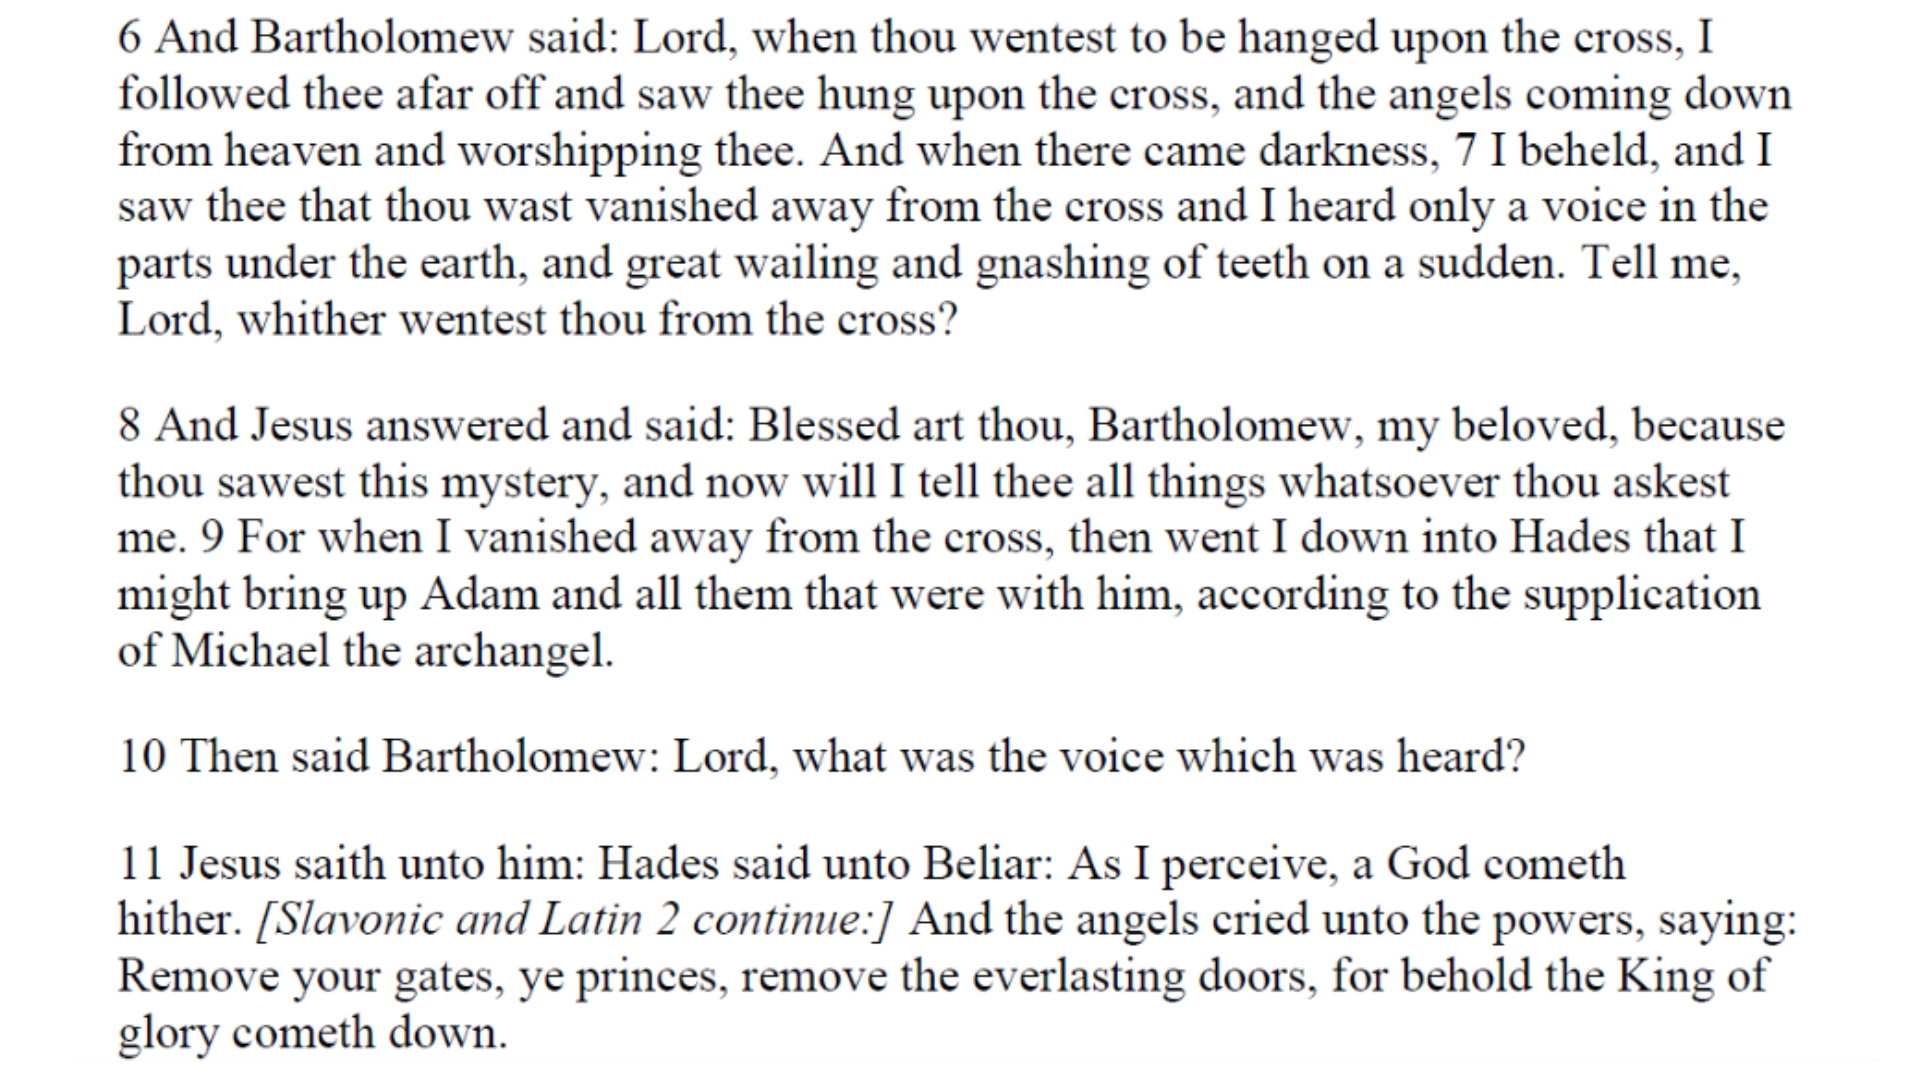 6 And Bartholomew said: Lord, when thou wentest to be hanged upon the cross, I
followed thee afar off and saw thee hung upon the cross, and the angels coming down
from heaven and worshipping thee. And when there came darkness, 7 I beheld, and I
saw thee that thou wast vanished away from the cross and I heard only a voice in the
parts under the earth, and great wailing and gnashing of teeth on a sudden. Tell me,
Lord, whither wentest thou from the cross?
8 And Jesus answered and said: Blessed art thou, Bartholomew, my beloved, because
thou sawest this mystery, and now will I tell thee all things whatsoever thou askest
me. 9 For when I vanished away from the cross, then went I down into Hades that I
might bring up Adam and all them that were with him, according to the supplication
of Michael the archangel.
10 Then said Bartholomew: Lord, what was the voice which was heard?
11 Jesus saith unto him: Hades said unto Beliar: As I perceive, a God cometh
hither. [Slavonic and Latin 2 continue:] And the angels cried unto the powers, saying:
Remove your gates, ye princes, remove the everlasting doors, for behold the King of
glory cometh down.